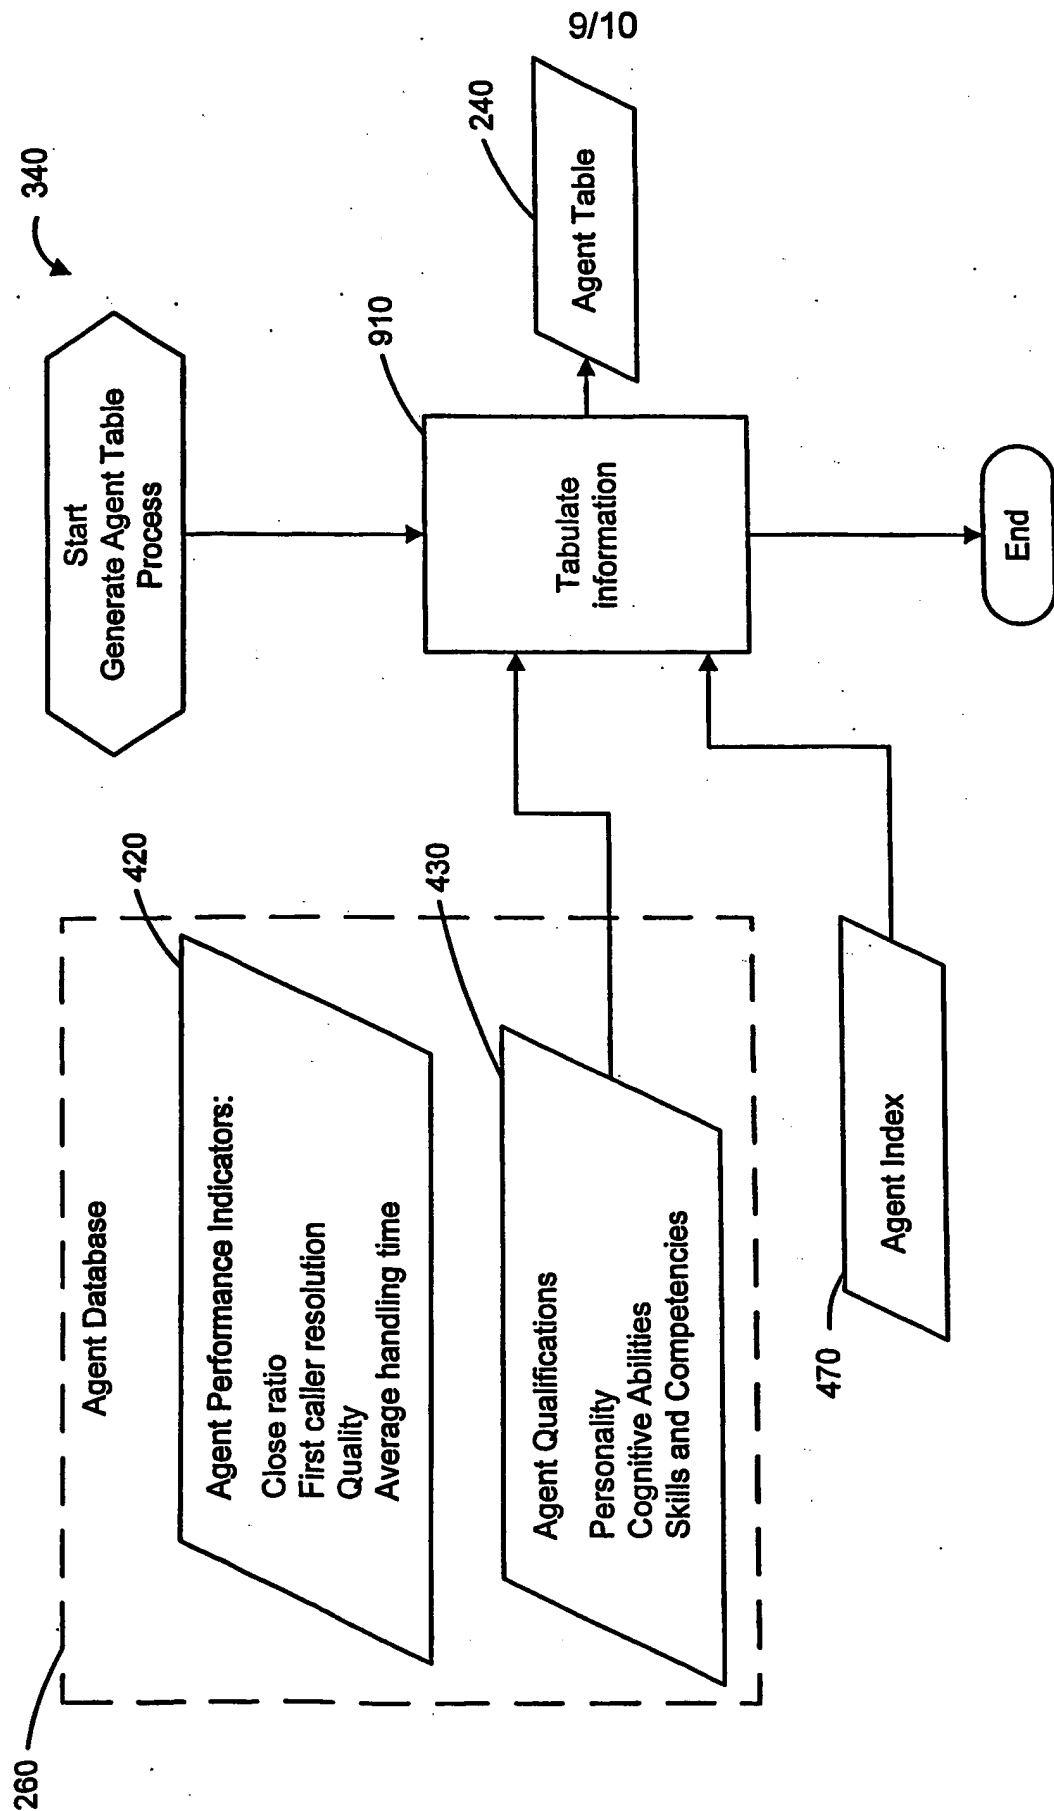 9/10
340
Start
Generate Agent Table
Process
260
Agent Database
420
Agent Performance Indicators:
Close ratio
First caller resolution
Quality
Average handling time
430
Agent Qualifications
Personality
Cognitive Abilities
Skills and Competencies
470
Agent Index
910
Tabulate
information
240
Agent Table
End